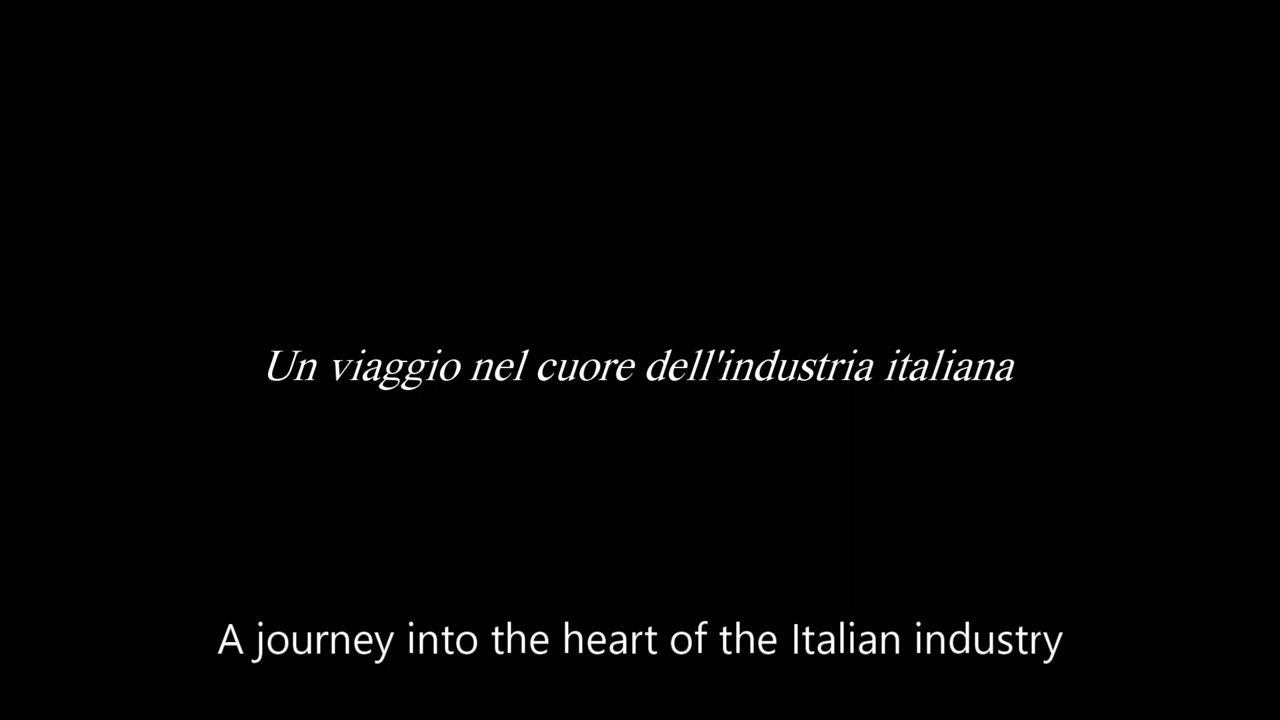 Un viaggio nel cuore dell'industria italiana
A journey into the heart of the Italian industry